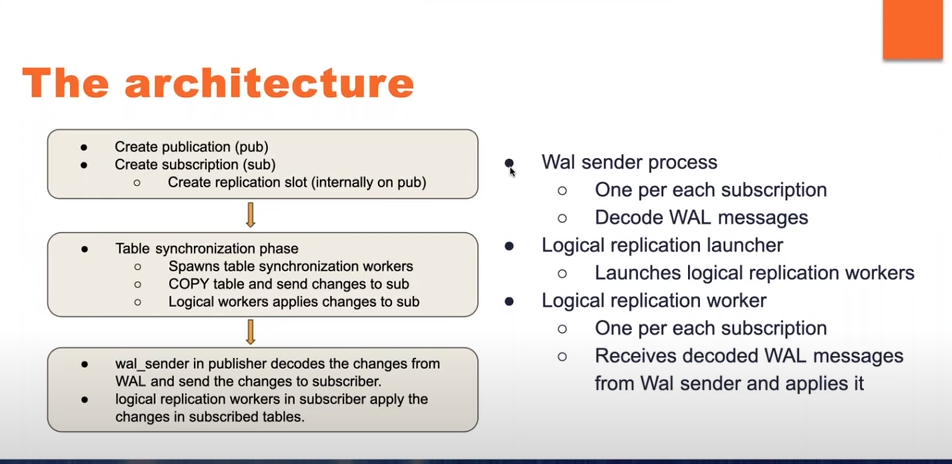 The architecture
● Create publication (pub)
● Create subscription (sub)
○ Create replication slot (internally on pub)
● Table synchronization phase
○ Spawns table synchronization workers
○ COPY table and send changes to sub
○ Logical workers applies changes to sub
● wal_sender in publisher decodes the changes from
WAL and send the changes to subscriber.
● logical replication workers in subscriber apply the
changes in subscribed tables.
● Wal sender process
○ One per each subscription
○ Decode WAL messages
● Logical replication launcher
○ Launches logical replication workers
● Logical replication worker
○ One per each subscription
○ Receives decoded WAL messages
from Wal sender and applies it